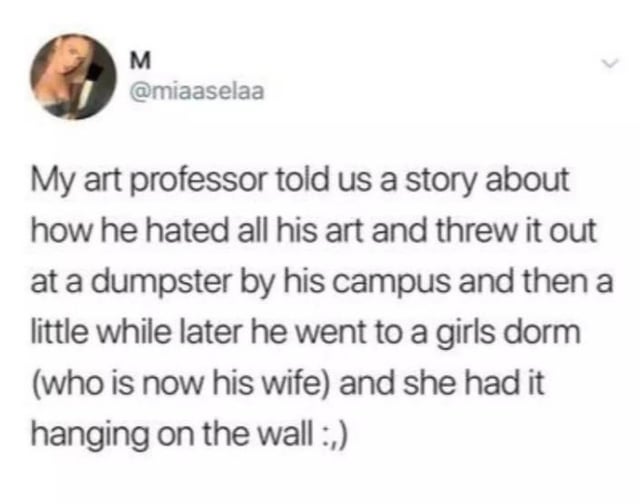 M
@miaaselaa
My art professor told us a story about
how he hated all his art and threw it out
at a dumpster by his campus and then a
little while later he went to a girls dorm
(who is now his wife) and she had it
hanging on the wall :,)